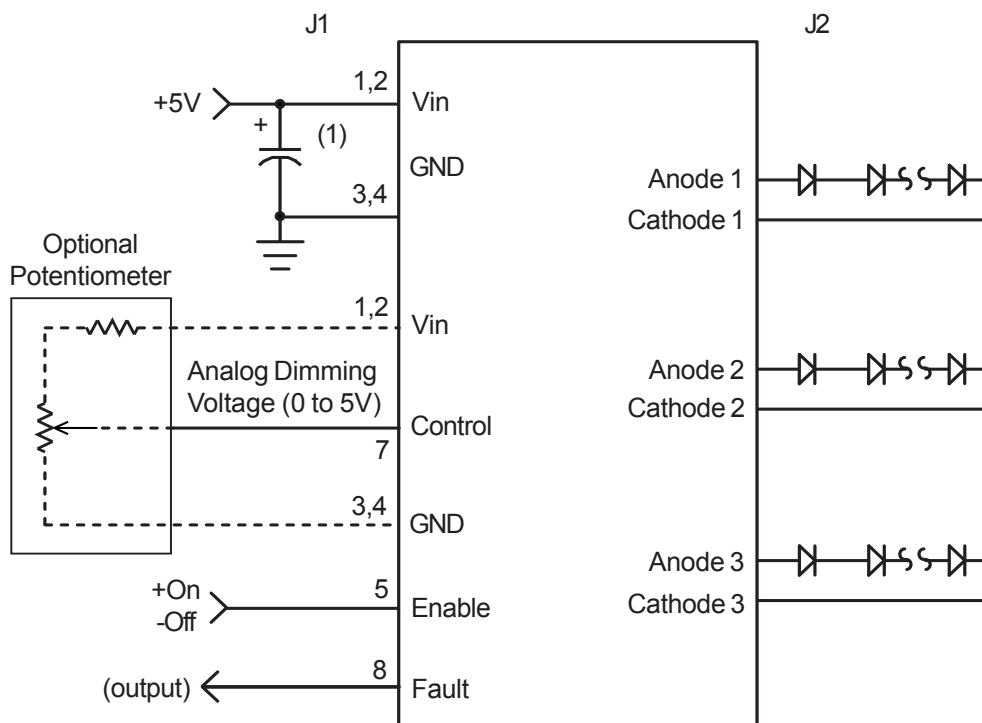 J1
J2
1,2
+5V
Vin
+
(1)
GND
3,4
Anode 1
Cathode 1
Optional
Potentiometer
1,2
Vin
Analog Dimming
Voltage (0 to 5V)
Control
7
Anode 2
Cathode 2
3,4
GND
Anode 3
Cathode 3
+On
-Off
5
Enable
8
(output)
Fault